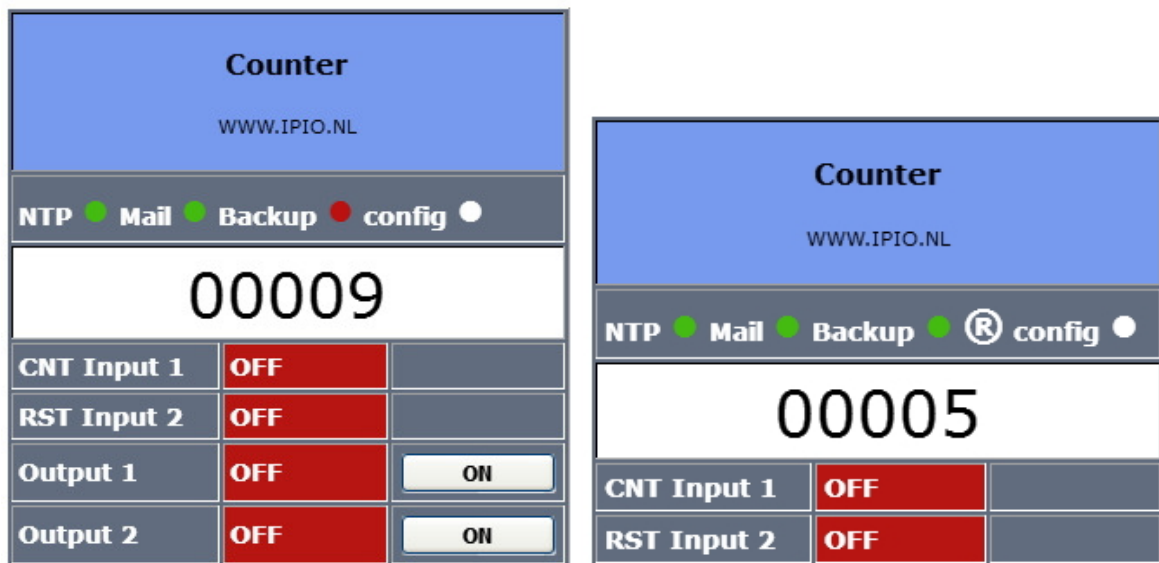 Counter
WWW.IPIO.NL
NTP Mail Backup config
00009
CNT Input 1 OFF
RST Input 2 OFF
Output 1 OFF ON
Output 2 OFF ON
Counter
WWW.IPIO.NL
NTP Mail Backup ® config
00005
CNT Input 1 OFF
RST Input 2 OFF